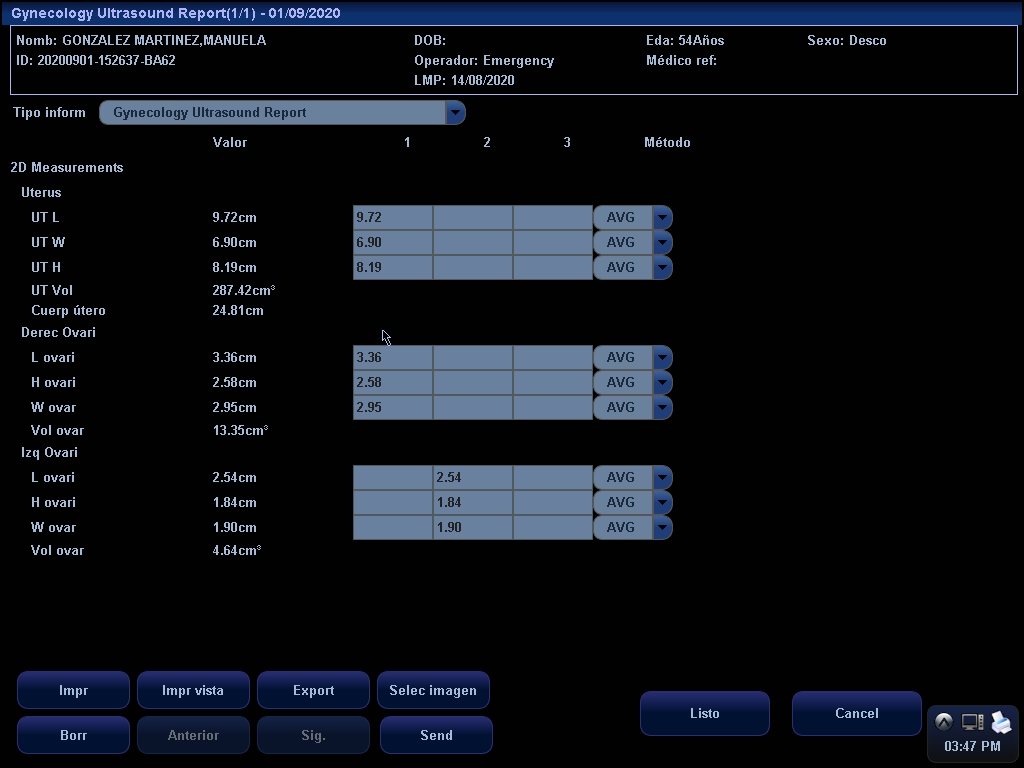 Gynecology Ultrasound Report(1/1) - 01/09/2020
Nomb: GONZALEZ MARTINEZ,MANUELA DOB: Eda: 54Años Sexo: Desco
ID: 20200901-152637-BA62 Operador: Emergency Médico ref:
LMP: 14/08/2020
Tipo inform Gynecology Ultrasound Report
Valor 1 2 3 Método
2D Measurements
Uterus
UT L 9.72cm 9.72 AVG
UT W 6.90cm 6.90 AVG
UT H 8.19cm 8.19 AVG
UT Vol 287.42cm³
Cuerp útero 24.81cm
Derec Ovari
L ovari 3.36cm 3.36 AVG
H ovari 2.58cm 2.58 AVG
W ovar 2.95cm 2.95 AVG
Vol ovar 13.35cm³
Izq Ovari
L ovari 2.54cm 2.54 AVG
H ovari 1.84cm 1.84 AVG
W ovar 1.90cm 1.90 AVG
Vol ovar 4.64cm³
Impr Impr vista Export Selec imagen
Listo Cancel
Borr Anterior Sig. Send
03:47 PM